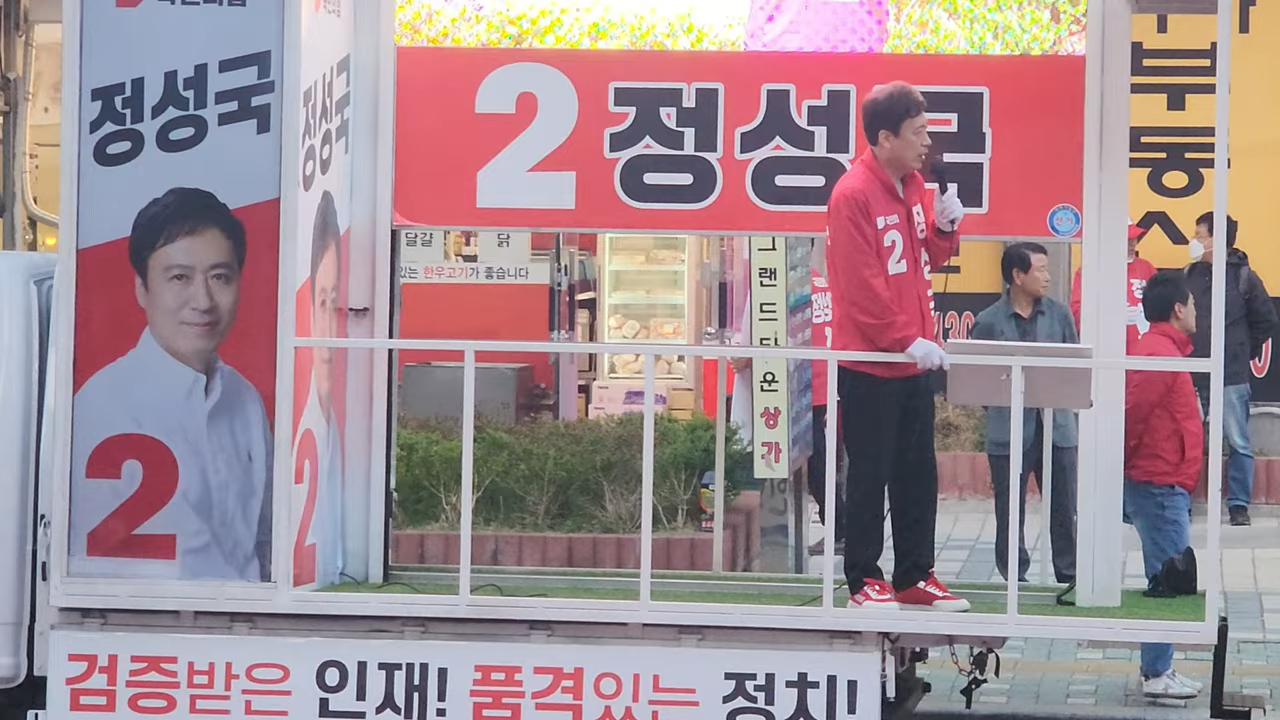 정성국
2
정성국
2
2 정성국
달걀
닭
있는 한우고기가 좋습니다
그랜드타운상가
2
부동
검증받은 인재! 품격있는 정치!